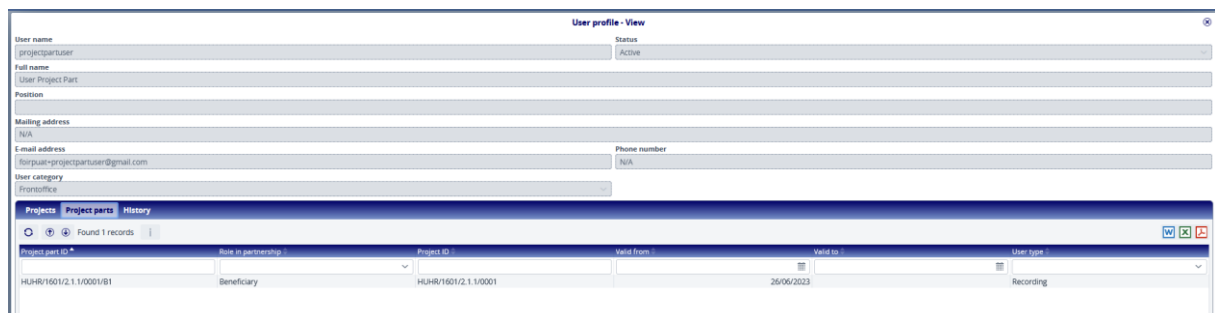 User profile - View
User name Status
projectpartuser Active
Full name
User Project Part
Position
Mailing address
N/A
E-mail address Phone number
foirpuat+projectpartuser@gmail.com N/A
User category
Frontoffice
Projects Project parts History
Found 1 records
Project part ID Role in partnership Project ID Valid from Valid to User type
HUHR/1601/2.1.1/0001/B1 Beneficiary HUHR/1601/2.1.1/0001 26/06/2023 Recording